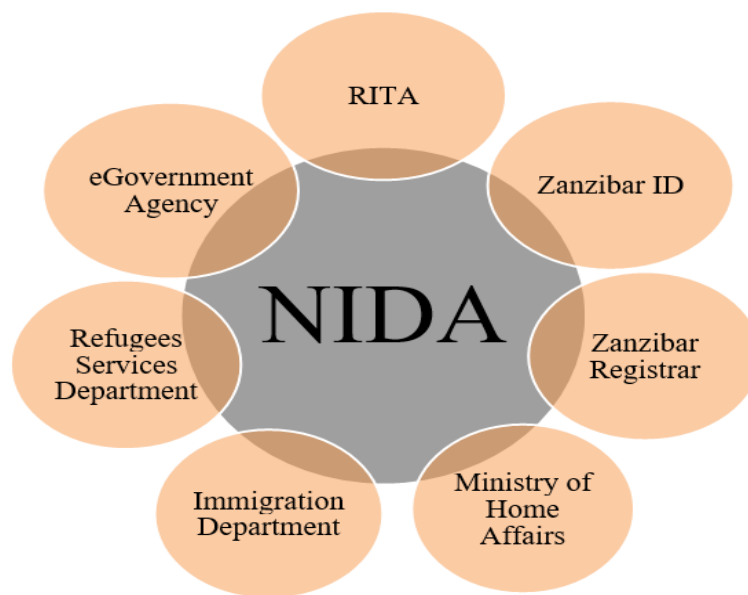 RITA
eGovernment
Agency
Zanzibar ID
NIDA
Refugees
Services
Department
Zanzibar
Registrar
Immigration
Department
Ministry of
Home
Affairs